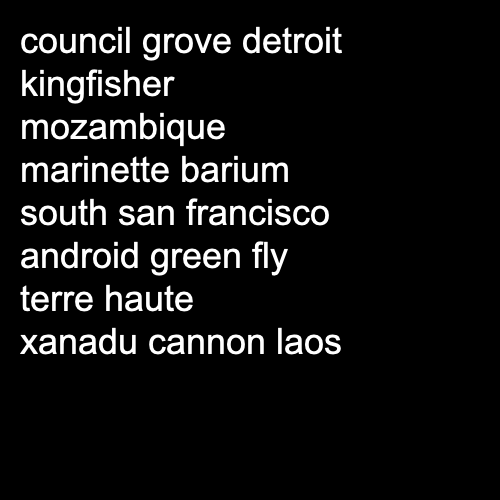 council grove detroit
kingfisher
mozambique
marinette barium
south san francisco
android green fly
terre haute
xanadu cannon laos